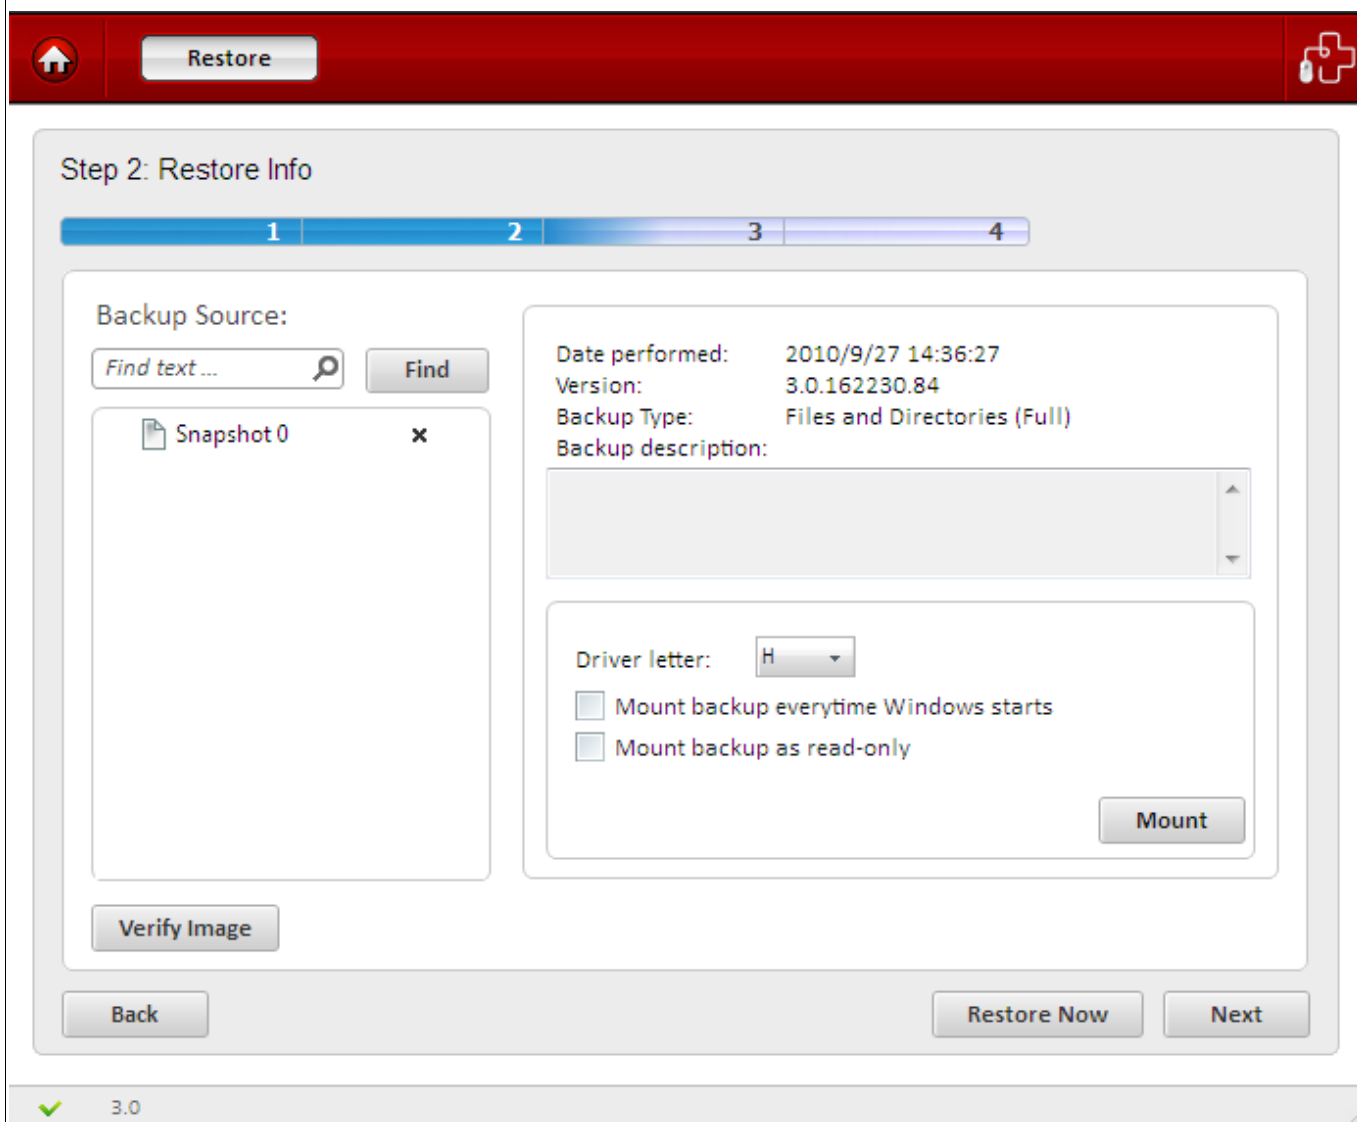 Restore
Step 2: Restore Info
1 2 3 4
Backup Source:
Find text ...
Find
Snapshot 0
Date performed: 2010/9/27 14:36:27
Version: 3.0.162230.84
Backup Type: Files and Directories (Full)
Backup description:
Driver letter: H
Mount backup everytime Windows starts
Mount backup as read-only
Mount
Verify Image
Back
Restore Now
Next
3.0